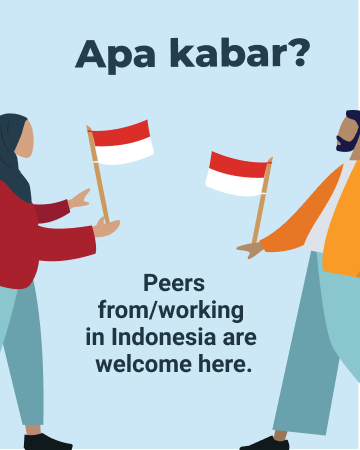 Apa kabar?
Peers
from/working
in Indonesia are
welcome here.